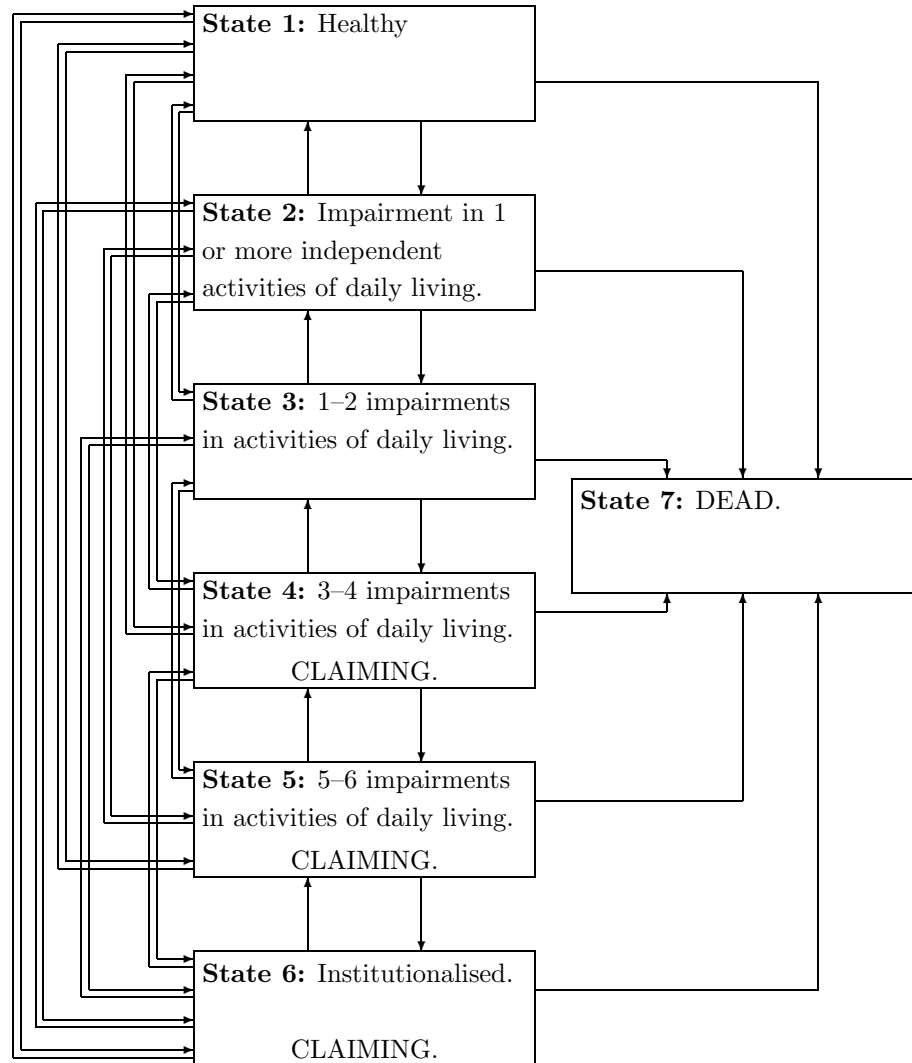 State 1: Healthy
State 2: Impairment in 1
or more independent
activities of daily living.
State 3: 1–2 impairments
in activities of daily living.
State 7: DEAD.
State 4: 3–4 impairments
in activities of daily living.
CLAIMING.
State 5: 5–6 impairments
in activities of daily living.
CLAIMING.
State 6: Institutionalised.
CLAIMING.